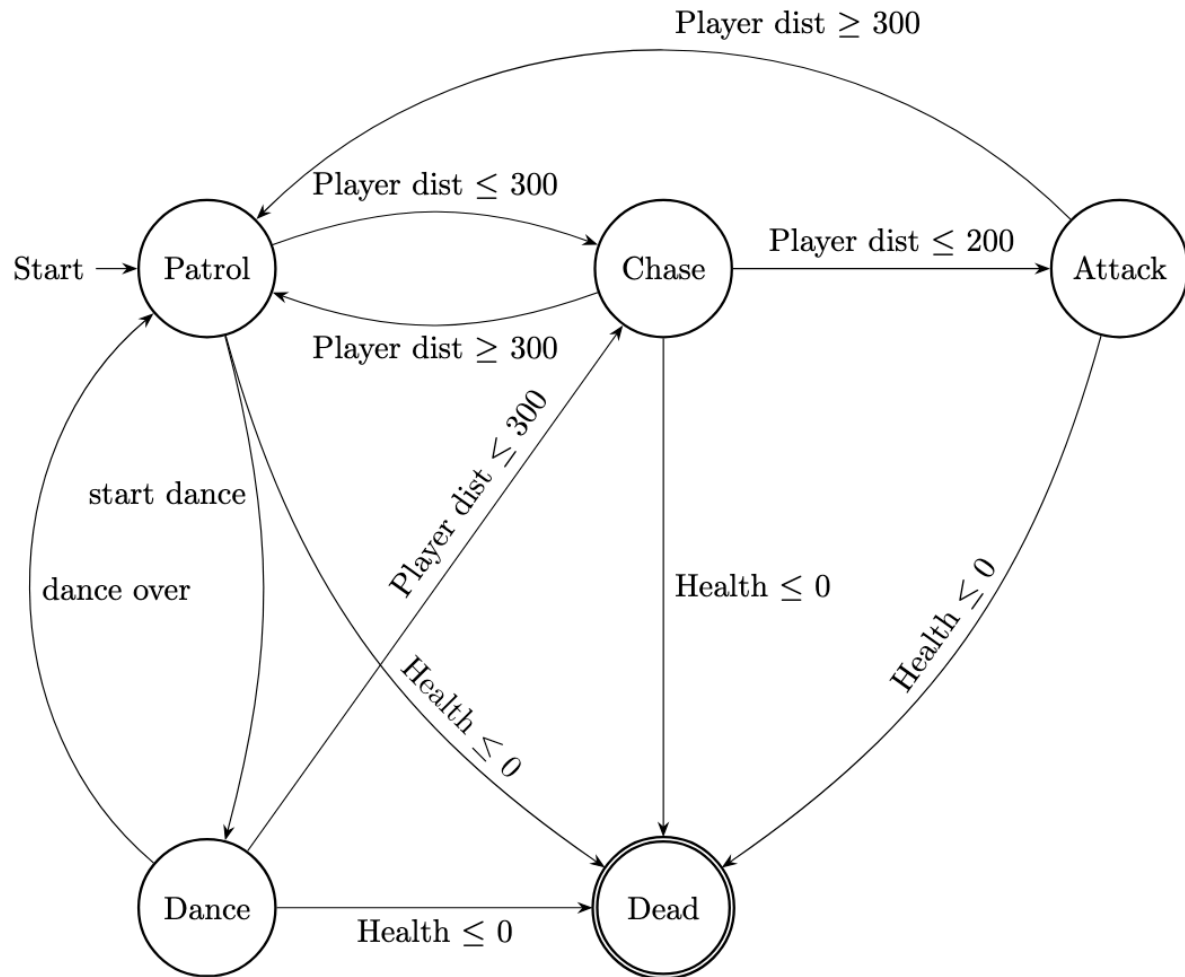 Player dist ≥ 300
Player dist ≤ 300
Start
Patrol
Chase
Player dist ≤ 200
Attack
Player dist ≥ 300
Player dist ≤ 300
start dance
dance over
Health ≤ 0
Health ≤ 0
Health ≤ 0
Dance
Health ≤ 0
Dead